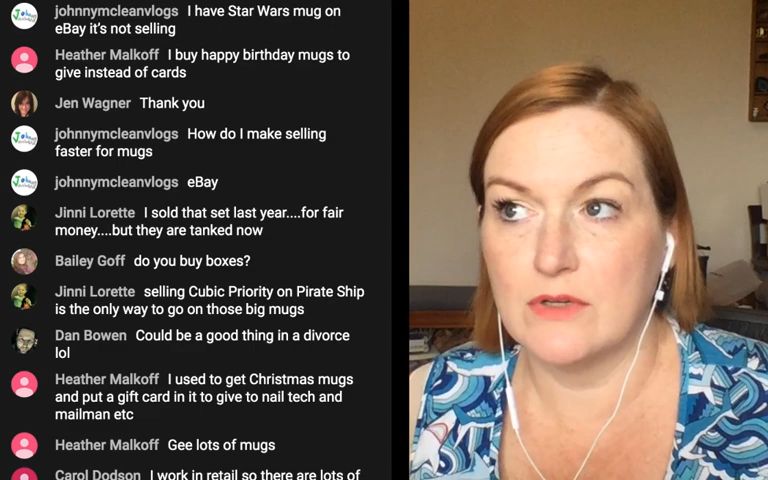 johnnymcleanvlogs I have Star Wars mug on
eBay it's not selling
Heather Malkoff I buy happy birthday mugs to
give instead of cards
Jen Wagner Thank you
johnnymcleanvlogs How do I make selling
faster for mugs
johnnymcleanvlogs eBay
Jinni Lorette I sold that set last year....for fair
money....but they are tanked now
Bailey Goff do you buy boxes?
Jinni Lorette selling Cubic Priority on Pirate Ship
is the only way to go on those big mugs
Dan Bowen Could be a good thing in a divorce
lol
Heather Malkoff I used to get Christmas mugs
and put a gift card in it to give to nail tech and
mailman etc
Heather Malkoff Gee lots of mugs
Carol Dodson I work in retail so there are lots of